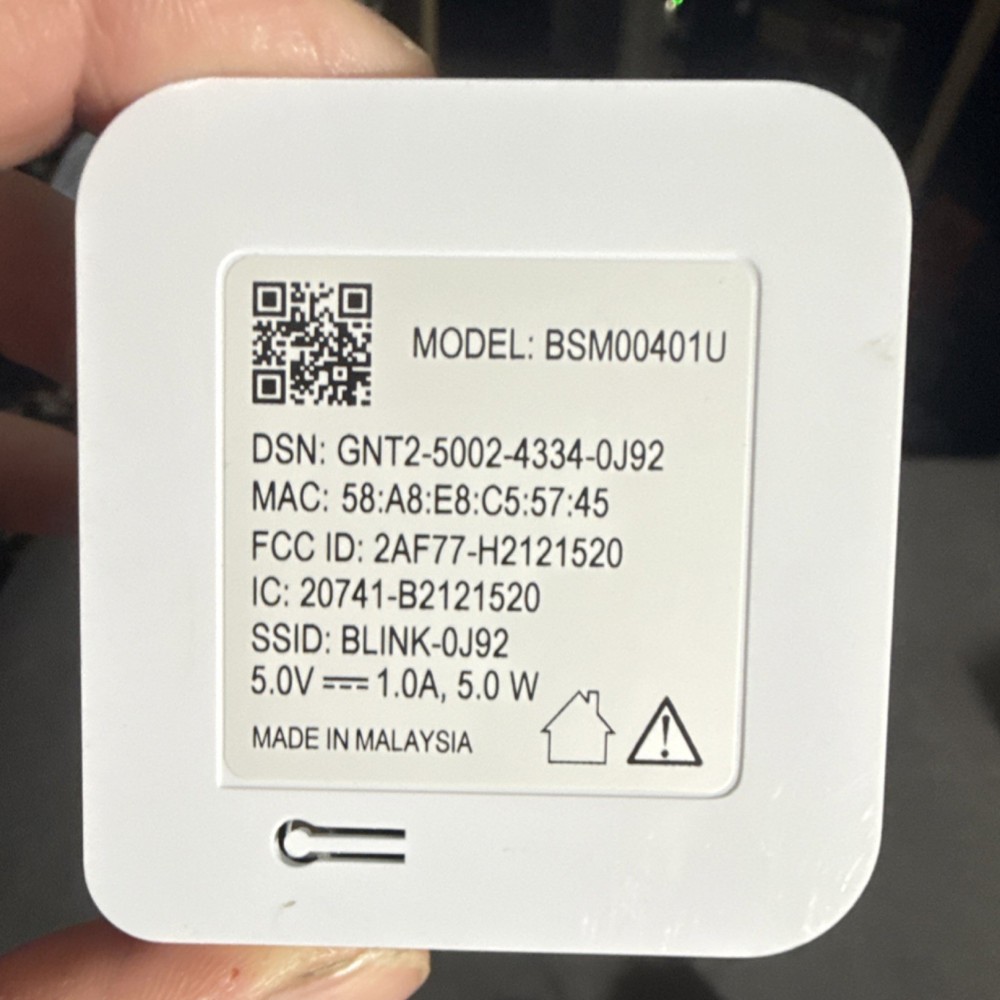 MODEL: BSM00401U
DSN: GNT2-5002-4334-0J92
MAC: 58:A8:E8:C5:57:45
FCC ID: 2AF77-H2121520
IC: 20741-B2121520
SSID: BLINK-0J92
5.0V ⎓ 1.0A, 5.0 W
MADE IN MALAYSIA